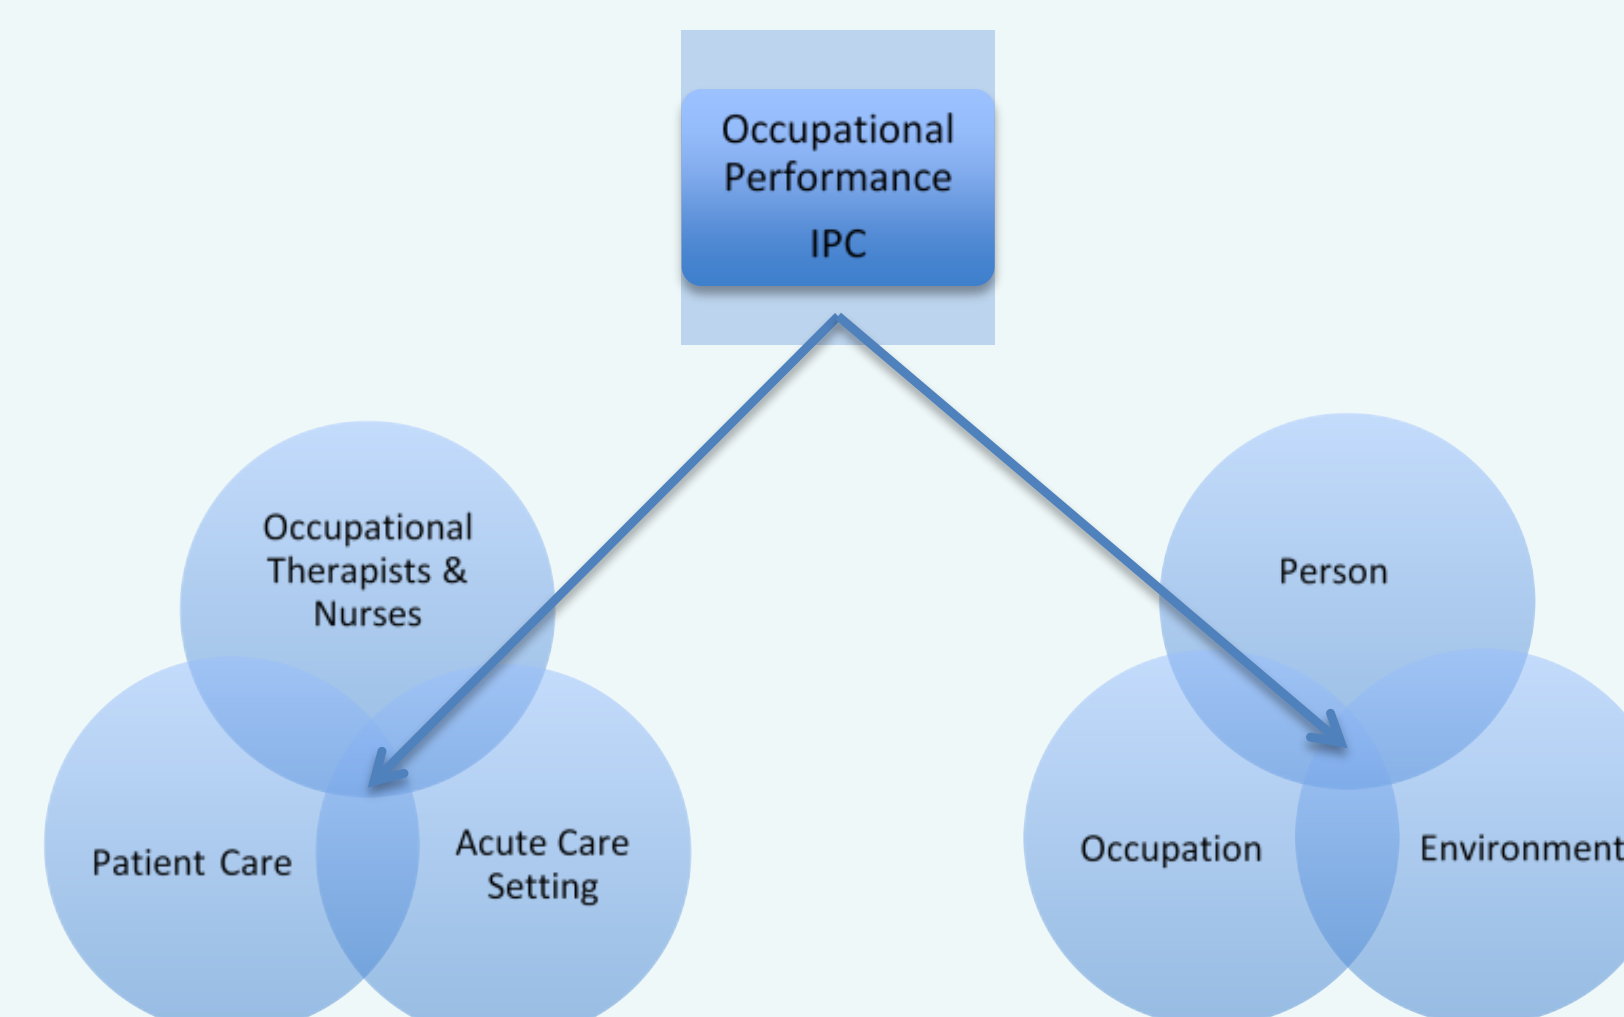 Occupational
Performance
IPC
Occupational
Therapists &
Nurses
Patient Care
Acute Care
Setting
Person
Occupation
Environment